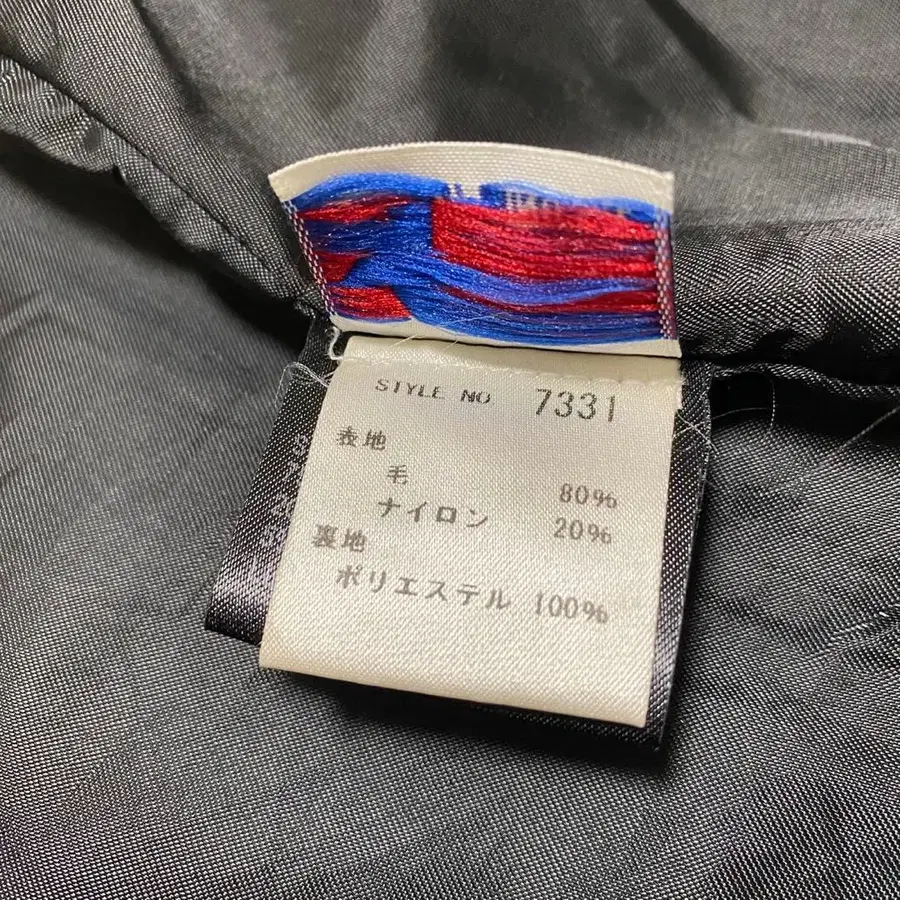 STYLE NO 7331
表地
毛 80%
ナイロン 20%
裏地
ポリエステル 100%